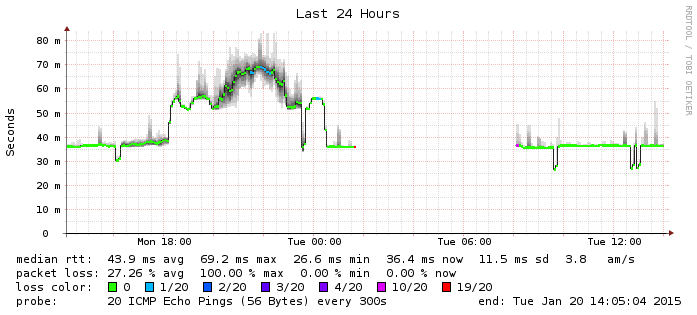 Last 24 Hours
RRDTOOL / TOBI OETIKER
Seconds
80 m
70 m
60 m
50 m
40 m
30 m
20 m
10 m
0
Mon 18:00 Tue 00:00 Tue 06:00 Tue 12:00
median rtt: 43.9 ms avg 69.2 ms max 26.6 ms min 36.4 ms now 11.5 ms sd 3.8 am/s
packet loss: 27.26 % avg 100.00 % max 0.00 % min 0.00 % now
loss color: 0 1/20 2/20 3/20 4/20 10/20 19/20
probe: 20 ICMP Echo Pings (56 Bytes) every 300s end: Tue Jan 20 14:05:04 2015